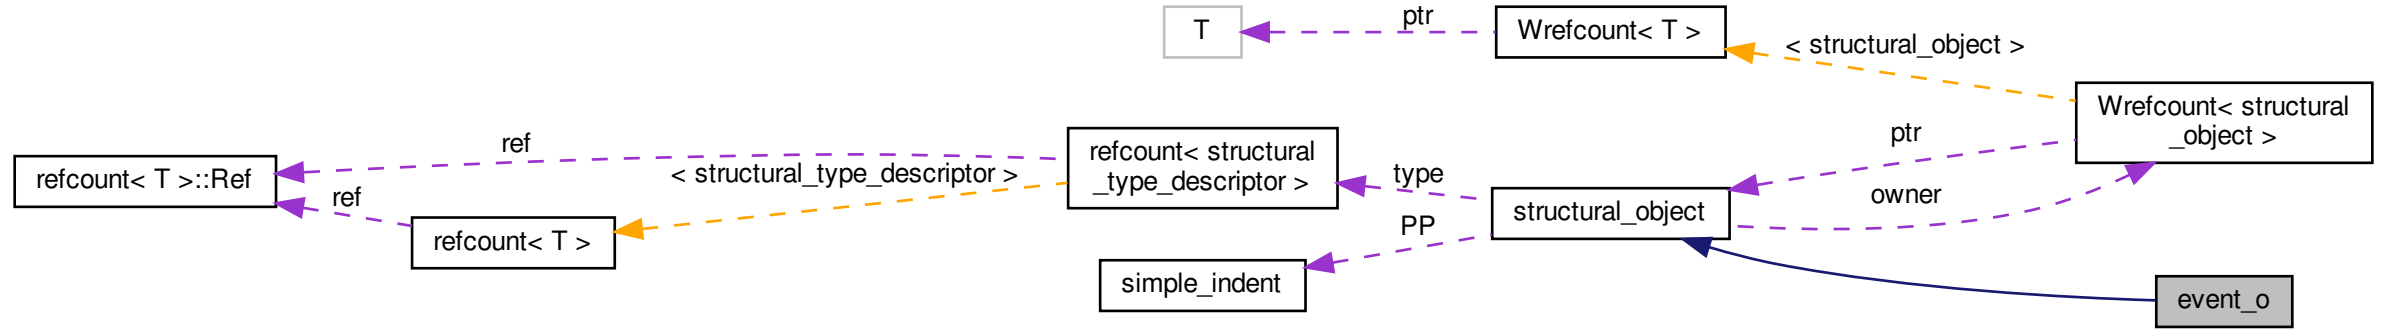 T
ptr
Wrefcount< T >
< structural_object >
Wrefcount< structural
_object >
ptr
owner
refcount< T >::Ref
ref
ref
< structural_type_descriptor >
refcount< T >
refcount< structural
_type_descriptor >
type
PP
structural_object
simple_indent
event_o